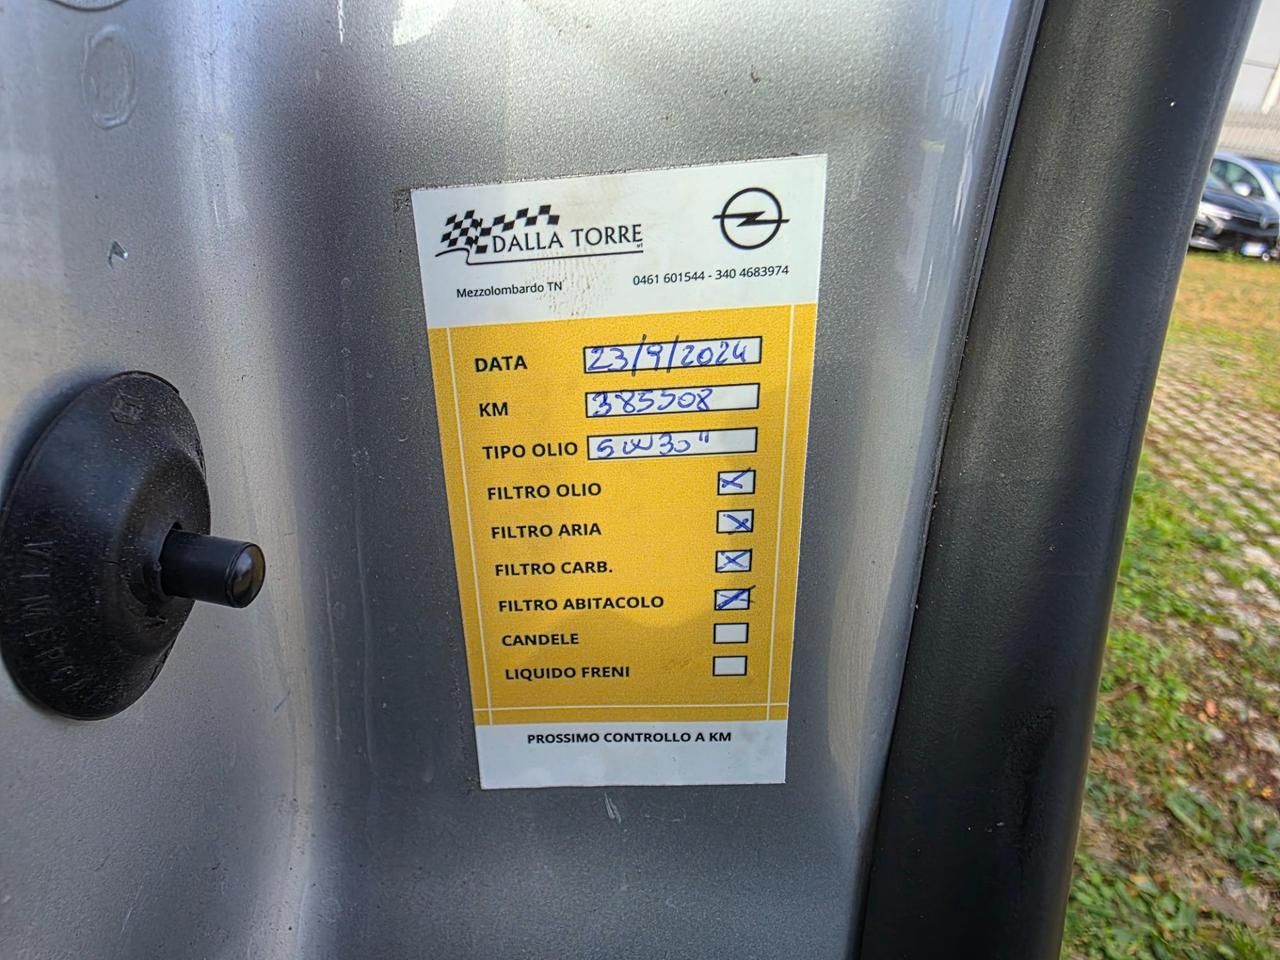 DALLA TORRE srl
Mezzolombardo TN
0461 601544 - 340 4683974
DATA 23/9/2024
KM 385508
TIPO OLIO 5W30"
FILTRO OLIO X
FILTRO ARIA X
FILTRO CARB. X
FILTRO ABITACOLO X
CANDELE
LIQUIDO FRENI
PROSSIMO CONTROLLO A KM